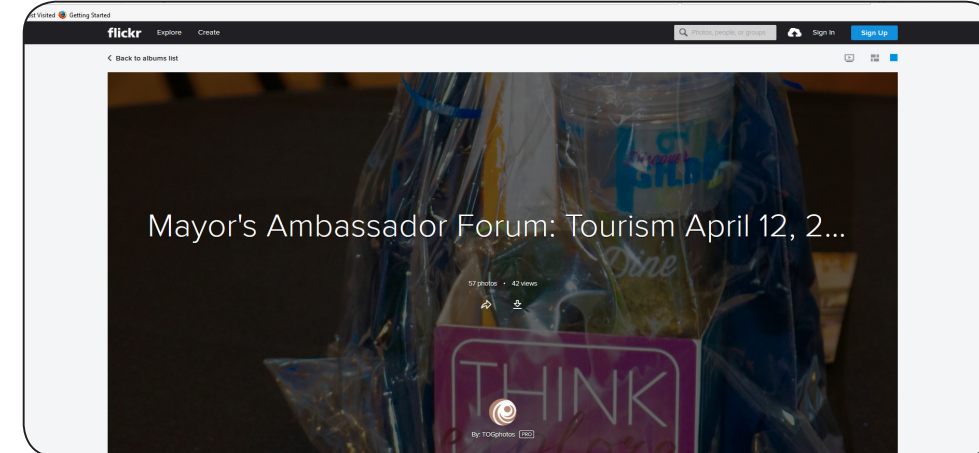 st Visited Getting Started
flickr Explore Create Photos, people, or groups Sign In Sign Up
Back to albums list
Mayor's Ambassador Forum: Tourism April 12, 2...
Dine
57 photos • 42 views
THINK
By: TOGphotos PRO